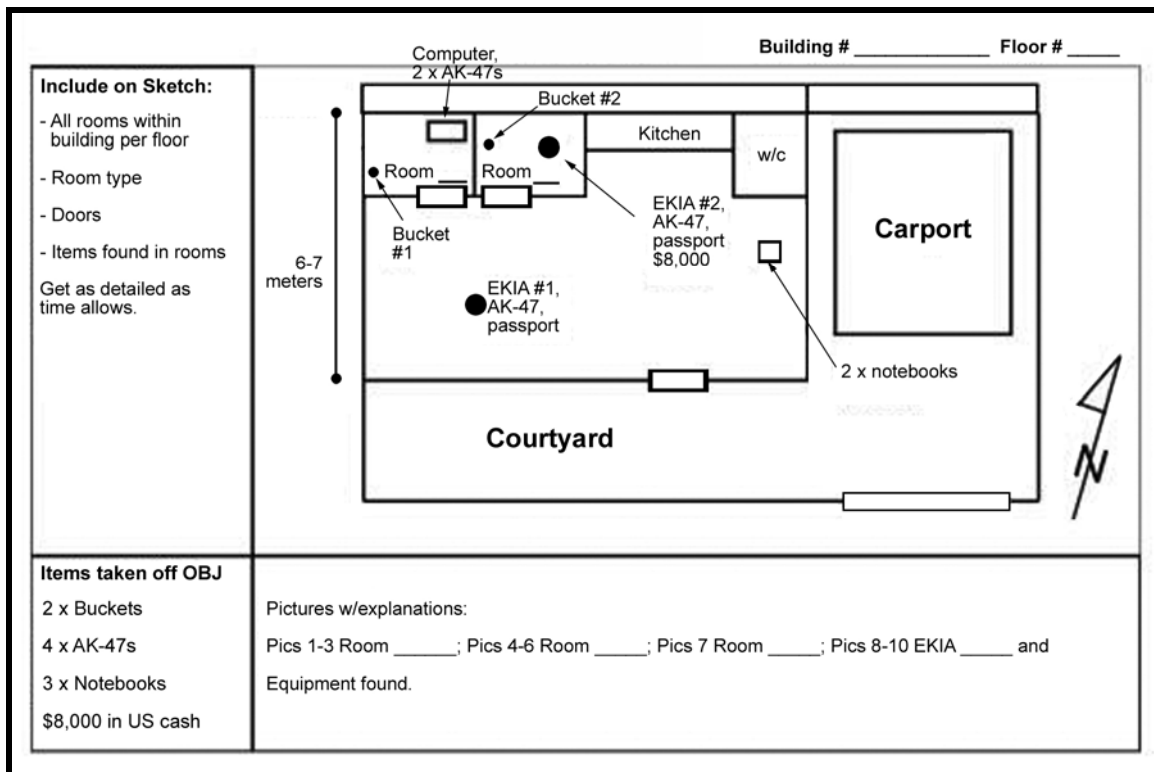 Building # _____________ Floor # _____
Include on Sketch:
- All rooms within
building per floor
- Room type
- Doors
- Items found in rooms
Get as detailed as
time allows.
Computer,
2 x AK-47s
Bucket #2
Kitchen
w/c
Room ___
Room ___
Bucket
#1
EKIA #2,
AK-47,
passport
$8,000
Carport
6-7
meters
EKIA #1,
AK-47,
passport
2 x notebooks
Courtyard
N
Items taken off OBJ
2 x Buckets
4 x AK-47s
3 x Notebooks
$8,000 in US cash
Pictures w/explanations:
Pics 1-3 Room ______; Pics 4-6 Room _____; Pics 7 Room _____; Pics 8-10 EKIA _____ and
Equipment found.